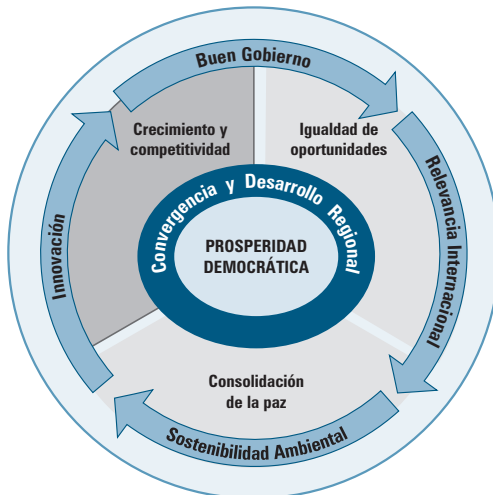 Buen Gobierno
Crecimiento y
competitividad
Igualdad de
oportunidades
Relevancia Internacional
Innovación
Convergencia y Desarrollo Regional
PROSPERIDAD
DEMOCRÁTICA
Consolidación
de la paz
Sostenibilidad Ambiental